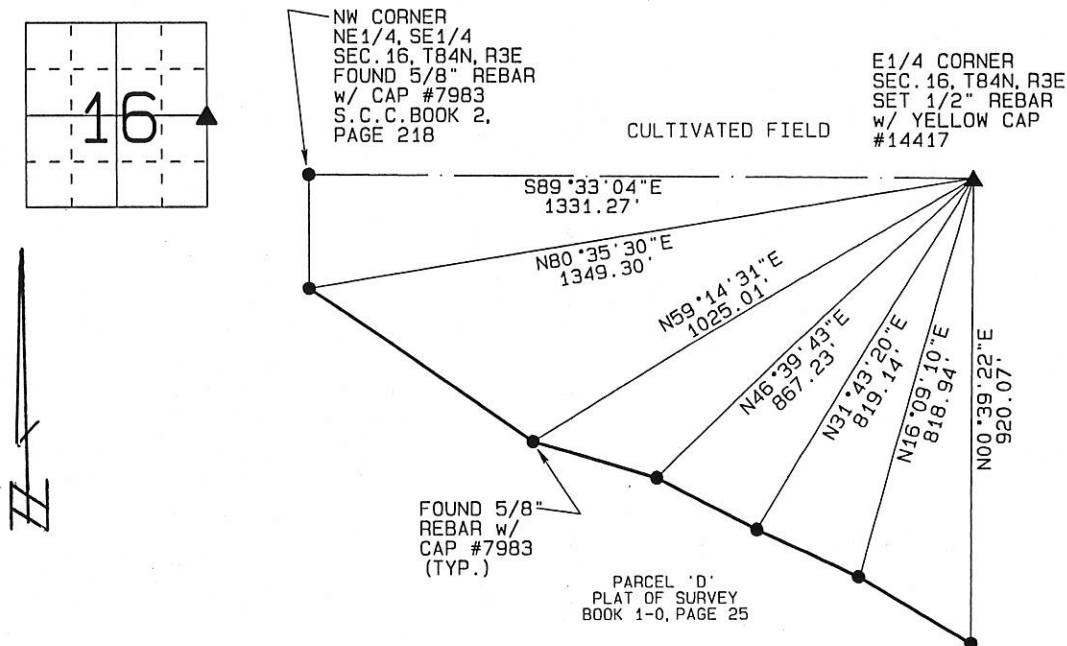 16
NW CORNER
NE1/4, SE1/4
SEC. 16, T84N, R3E
FOUND 5/8" REBAR
w/ CAP #7983
S.C.C. BOOK 2,
PAGE 218
E1/4 CORNER
SEC. 16, T84N, R3E
SET 1/2" REBAR
w/ YELLOW CAP
#14417
CULTIVATED FIELD
S89°33'04"E
1331.27'
N80°35'30"E
1349.30'
N59°14'31"E
1025.01'
N46°39'43"E
867.23'
N31°43'20"E
819.14'
N16°09'10"E
818.94'
N00°39'22"E
920.07'
FOUND 5/8"
REBAR w/
CAP #7983
(TYP.)
PARCEL 'D'
PLAT OF SURVEY
BOOK 1-0, PAGE 25
N